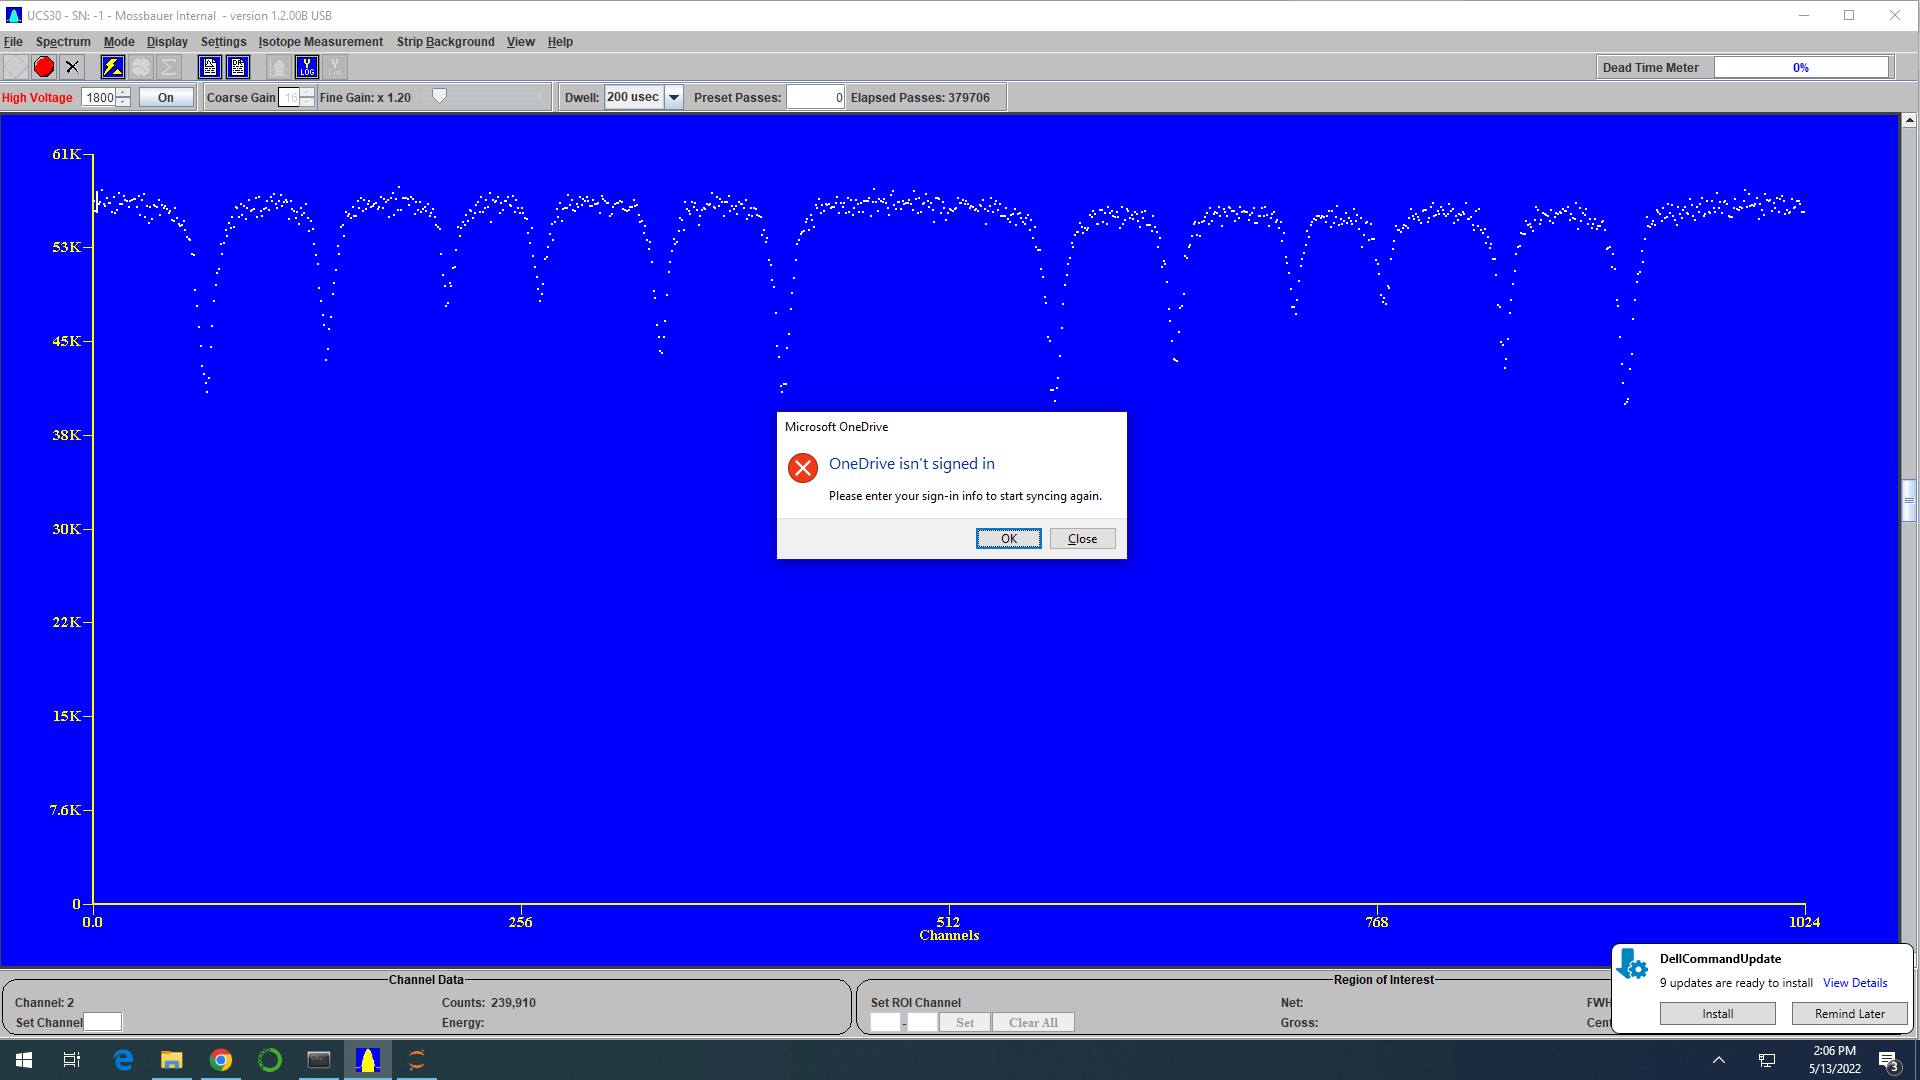 UCS30 - SN: -1 - Mossbauer Internal - version 1.2.00B USB
File Spectrum Mode Display Settings Isotope Measurement Strip Background View Help
Y LOG
Y Lin
Dead Time Meter 0%
High Voltage 1800 On Coarse Gain 16 Fine Gain: x 1.20 Dwell: 200 usec Preset Passes: 0 Elapsed Passes: 379706
61K
53K
45K
38K
30K
22K
15K
7.6K
0
0.0 256 512 768 1024
Channels
Microsoft OneDrive
OneDrive isn't signed in
Please enter your sign-in info to start syncing again.
OK Close
Channel Data
Channel: 2 Counts: 239,910
Set Channel Energy:
Region of Interest
Set ROI Channel Net: FWH
- Set Clear All Gross: Cent
DellCommandUpdate
9 updates are ready to install View Details
Install Remind Later
2:06 PM
5/13/2022
3